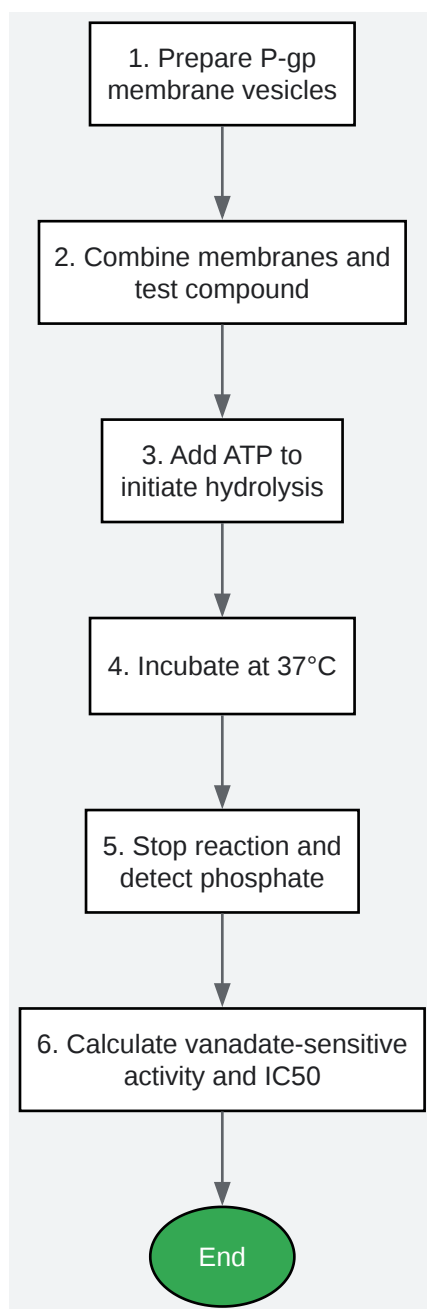 1. Prepare P-gp
membrane vesicles
2. Combine membranes and
test compound
3. Add ATP to
initiate hydrolysis
4. Incubate at 37°C
5. Stop reaction and
detect phosphate
6. Calculate vanadate-sensitive
activity and IC50
End